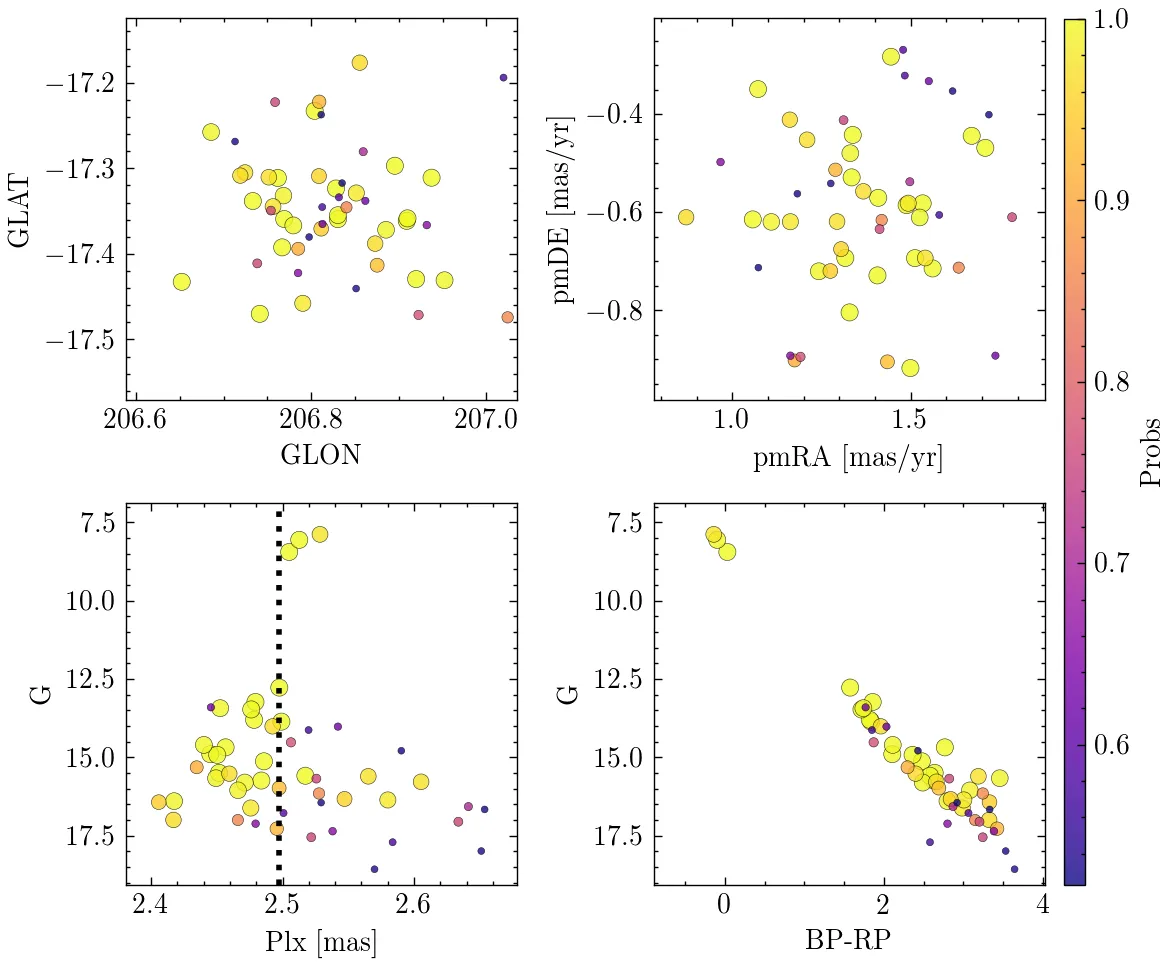 −17.2
−17.3
−17.4
−17.5
GLAT
206.6 206.8 207.0
GLON
−0.4
−0.6
−0.8
pmDE [mas/yr]
1.0 1.5
pmRA [mas/yr]
7.5
10.0
12.5
15.0
17.5
G
2.4 2.5 2.6
Plx [mas]
7.5
10.0
12.5
15.0
17.5
G
0 2 4
BP-RP
1.0
0.9
0.8
0.7
0.6
Probs